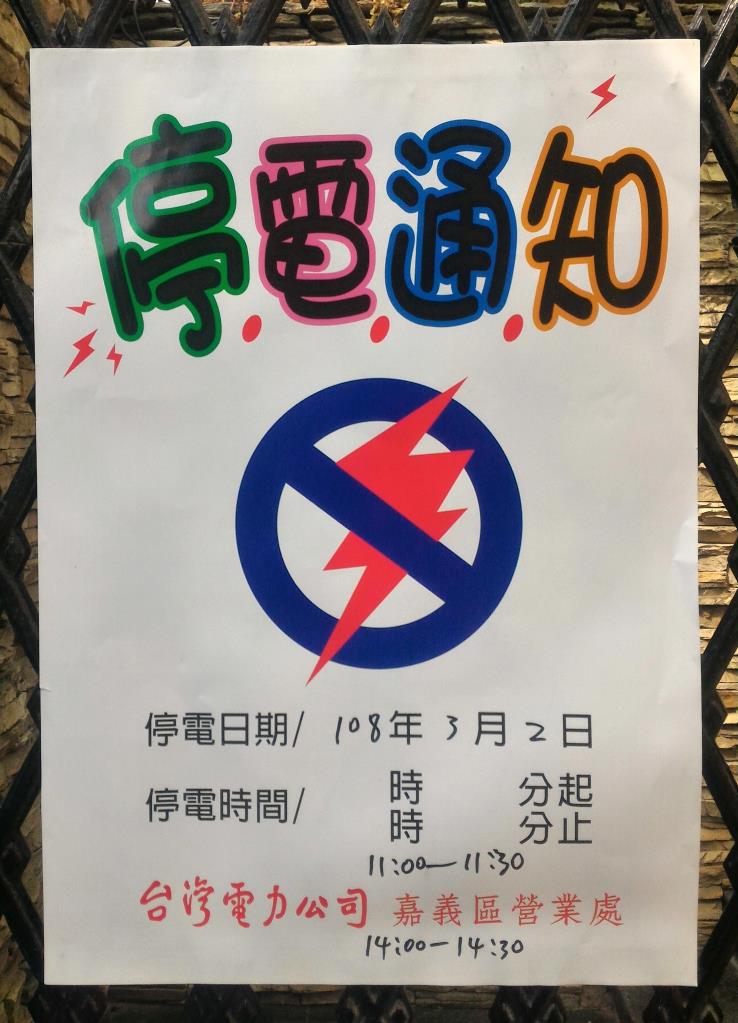 停電通知
停電日期/ 108年 3月 2日
停電時間/ 時 分起
時 分止
11:00—11:30
台灣電力公司 嘉義區營業處
14:00—14:30